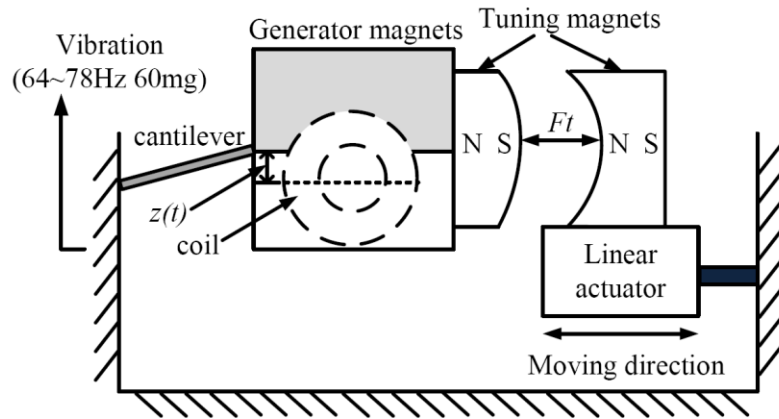 Vibration
(64~78Hz 60mg)
Generator magnets
Tuning magnets
cantilever
N S
Ft
N S
z(t)
coil
Linear
actuator
Moving direction